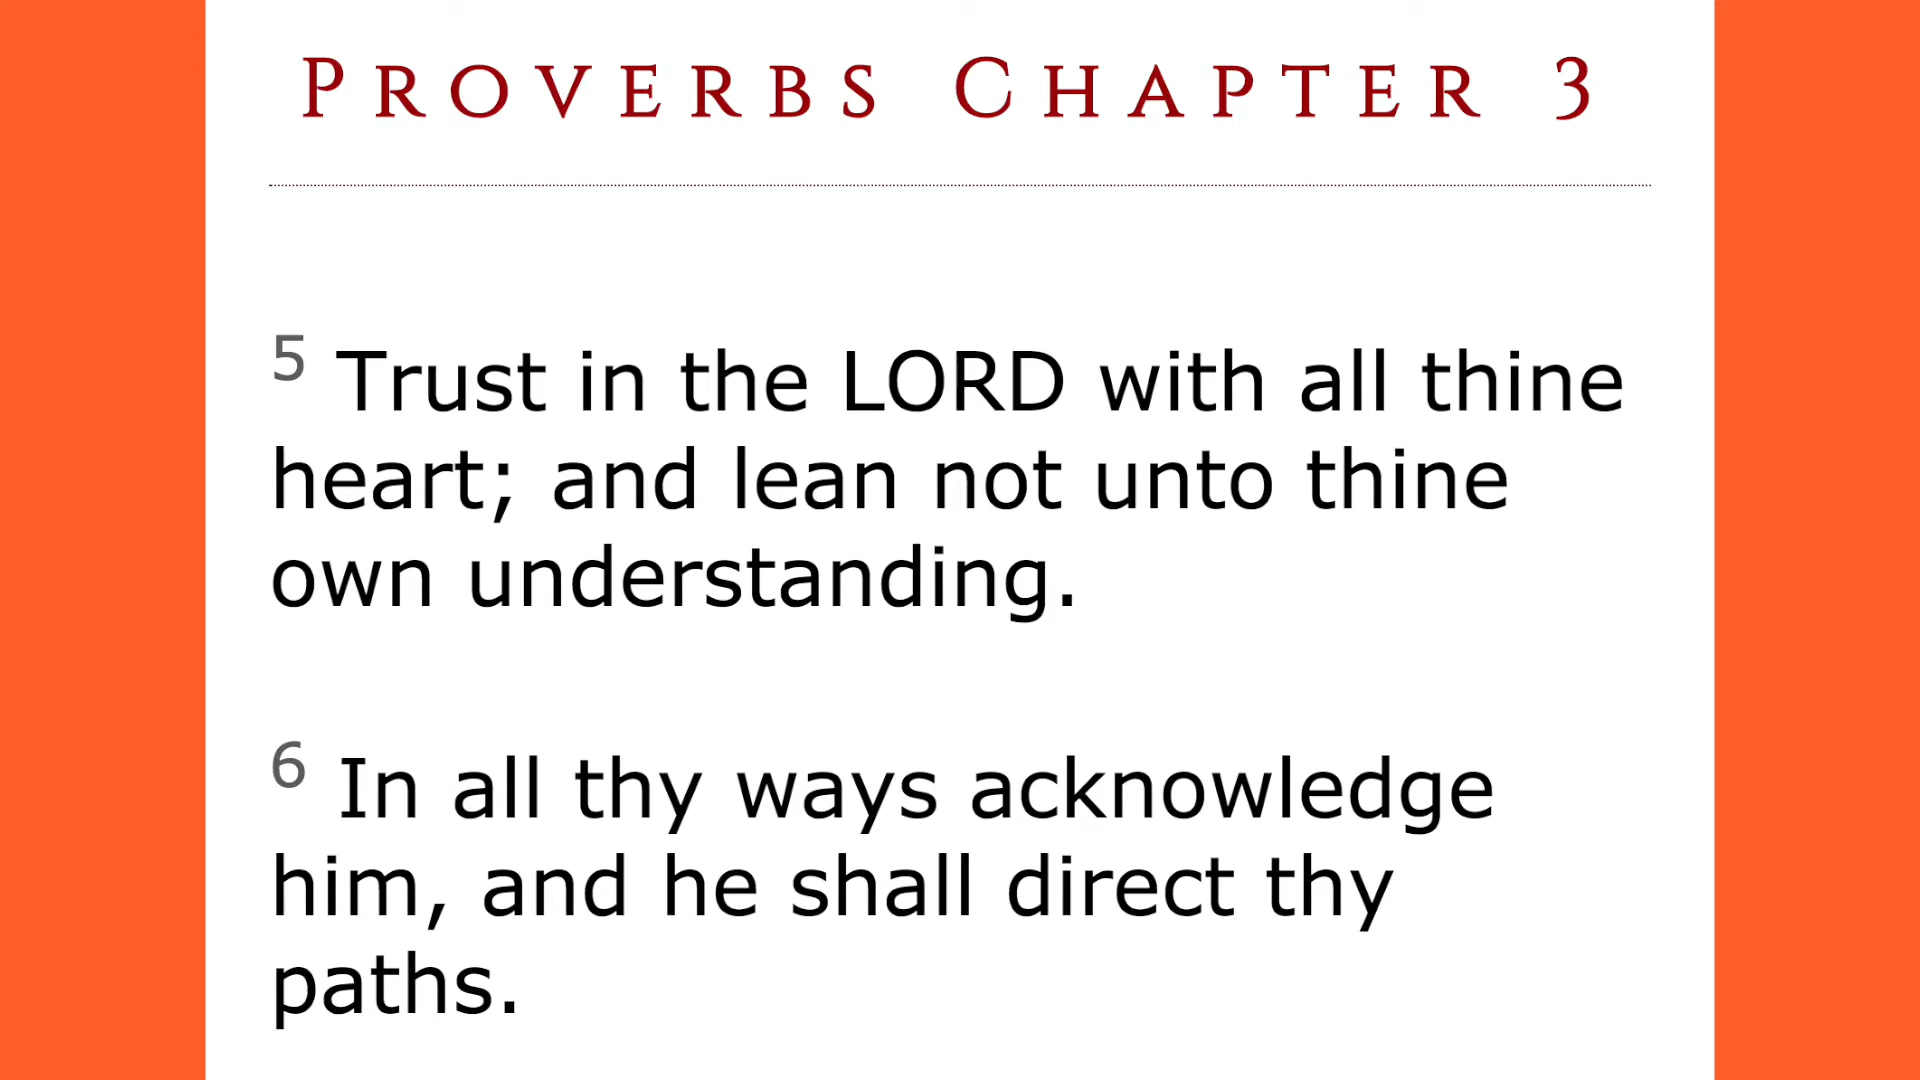 Proverbs Chapter 3
5 Trust in the LORD with all thine
heart; and lean not unto thine
own understanding.
6 In all thy ways acknowledge
him, and he shall direct thy
paths.